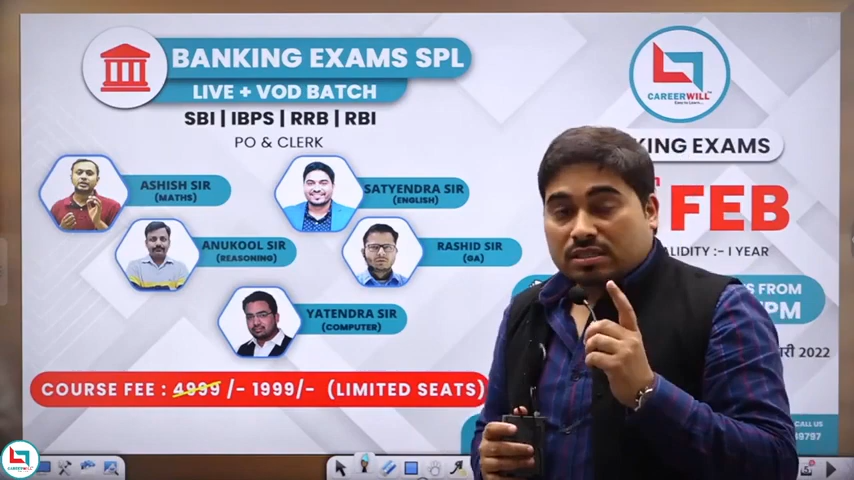 BANKING EXAMS SPL
LIVE + VOD BATCH
SBI | IBPS | RRB | RBI
PO & CLERK
ASHISH SIR
(MATHS)
SATYENDRA SIR
(ENGLISH)
ANUKOOL SIR
(REASONING)
RASHID SIR
(GA)
YATENDRA SIR
(COMPUTER)
COURSE FEE : 4999 /- 1999/- (LIMITED SEATS)
CAREERWILL
Easy to Learn...
KING EXAMS
FEB
ALIDITY :- 1 YEAR
FROM
PM
2022
CALL US
9797
CAREERWILL